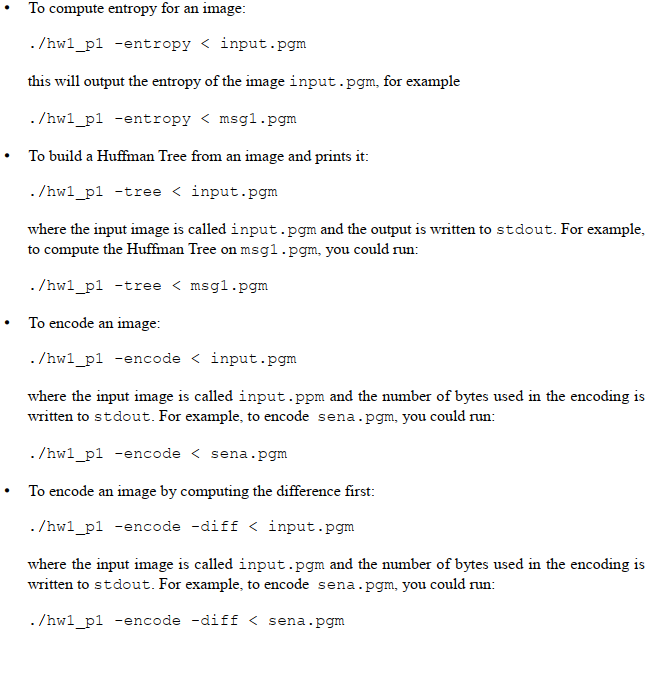 • To compute entropy for an image:
./hw1_p1 -entropy < input.pgm
this will output the entropy of the image input.pgm, for example
./hw1_p1 -entropy < msg1.pgm
• To build a Huffman Tree from an image and prints it:
./hw1_p1 -tree < input.pgm
where the input image is called input.pgm and the output is written to stdout. For example,
to compute the Huffman Tree on msg1.pgm, you could run:
./hw1_p1 -tree < msg1.pgm
• To encode an image:
./hw1_p1 -encode < input.pgm
where the input image is called input.ppm and the number of bytes used in the encoding is
written to stdout. For example, to encode sena.pgm, you could run:
./hw1_p1 -encode < sena.pgm
• To encode an image by computing the difference first:
./hw1_p1 -encode -diff < input.pgm
where the input image is called input.pgm and the number of bytes used in the encoding is
written to stdout. For example, to encode sena.pgm, you could run:
./hw1_p1 -encode -diff < sena.pgm